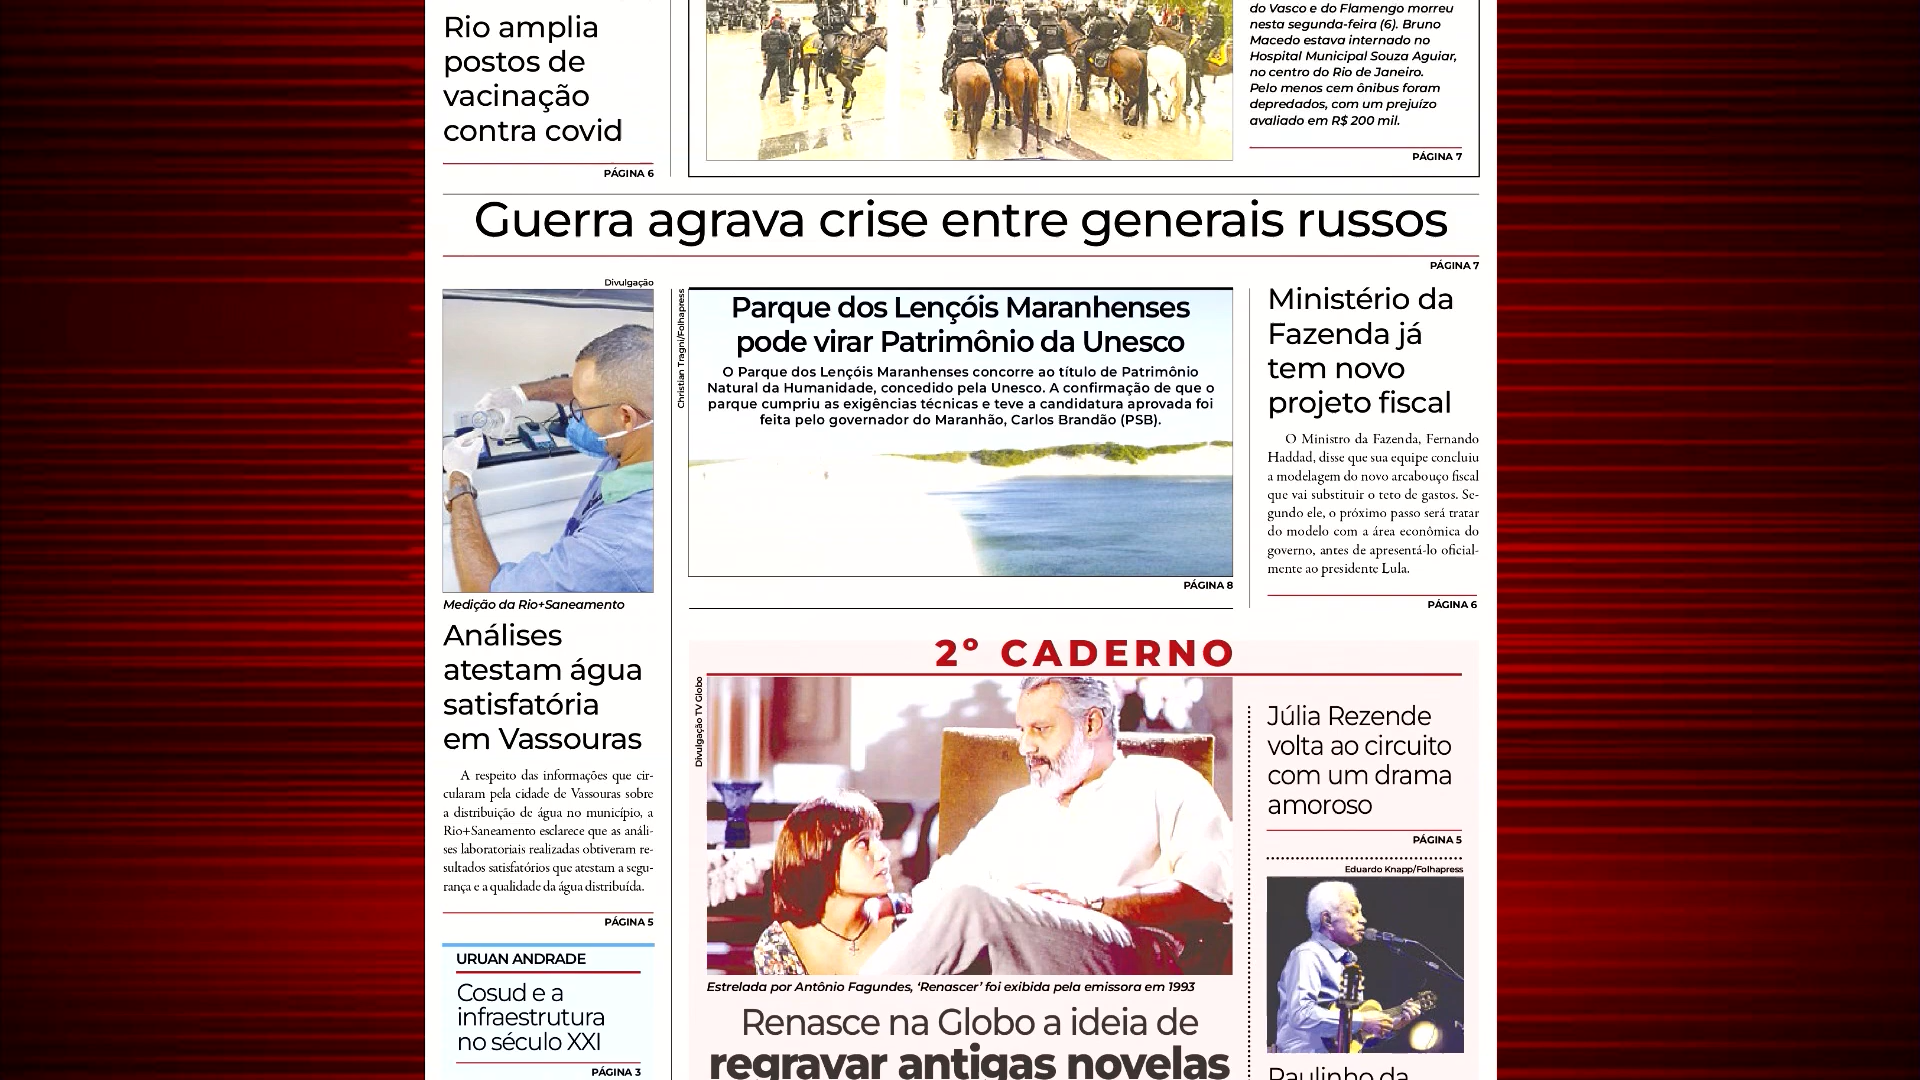 Rio amplia
postos de
vacinação
contra covid
PÁGINA 6
do Vasco e do Flamengo morreu
nesta segunda-feira (6). Bruno
Macedo estava internado no
Hospital Municipal Souza Aguiar,
no centro do Rio de Janeiro.
Pelo menos cem ônibus foram
depredados, com um prejuízo
avaliado em R$ 200 mil.
PÁGINA 7
Guerra agrava crise entre generais russos
PÁGINA 7
Divulgação
Medição da Rio+Saneamento
Análises
atestam água
satisfatória
em Vassouras
A respeito das informações que cir-
cularam pela cidade de Vassouras sobre
a distribuição de água no município, a
Rio+Saneamento esclarece que as análi-
ses laboratoriais realizadas obtiveram re-
sultados satisfatórios que atestam a segu-
rança e a qualidade da água distribuída.
PÁGINA 5
URUAN ANDRADE
Cosud e a
infraestrutura
no século XXI
PÁGINA 3
Christian Tragni/Folhapress
Parque dos Lençóis Maranhenses
pode virar Patrimônio da Unesco
O Parque dos Lençóis Maranhenses concorre ao título de Patrimônio
Natural da Humanidade, concedido pela Unesco. A confirmação de que o
parque cumpriu as exigências técnicas e teve a candidatura aprovada foi
feita pelo governador do Maranhão, Carlos Brandão (PSB).
PÁGINA 8
Ministério da
Fazenda já
tem novo
projeto fiscal
O Ministro da Fazenda, Fernando
Haddad, disse que sua equipe concluiu
a modelagem do novo arcabouço fiscal
que vai substituir o teto de gastos. Se-
gundo ele, o próximo passo será tratar
do modelo com a área econômica do
governo, antes de apresentá-lo oficial-
mente ao presidente Lula.
PÁGINA 6
2º CADERNO
Divulgação TV Globo
Estrelada por Antônio Fagundes, ‘Renascer’ foi exibida pela emissora em 1993
Renasce na Globo a ideia de
regravar antigas novelas
Júlia Rezende
volta ao circuito
com um drama
amoroso
PÁGINA 5
Eduardo Knapp/Folhapress
Paulinho da